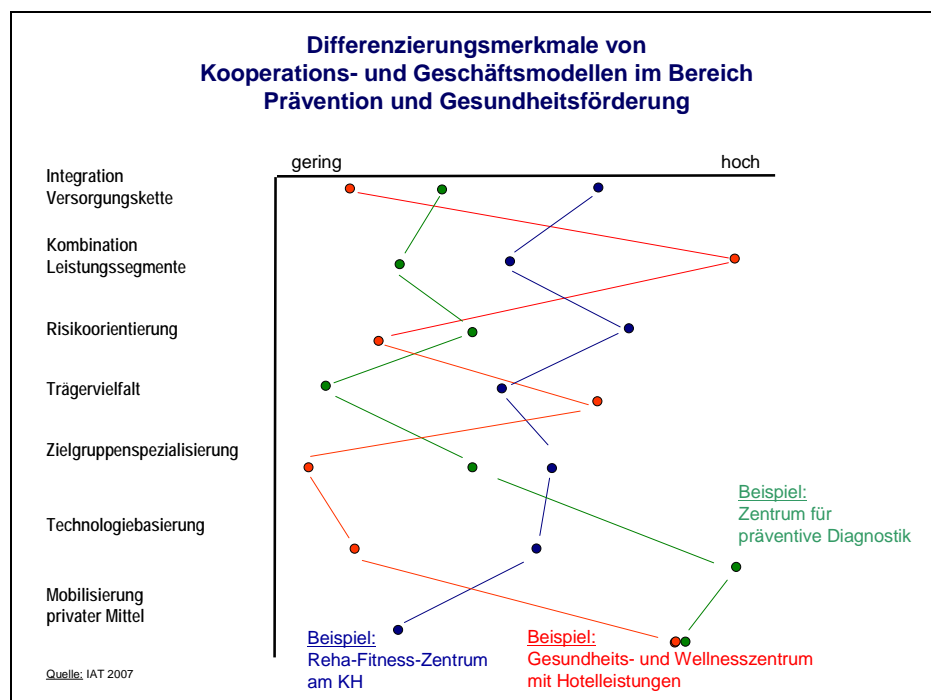 Differenzierungsmerkmale von
Kooperations- und Geschäftsmodellen im Bereich
Prävention und Gesundheitsförderung
gering
hoch
Integration
Versorgungskette
Kombination
Leistungssegmente
Risikoorientierung
Trägervielfalt
Zielgruppenspezialisierung
Technologiebasierung
Mobilisierung
privater Mittel
Beispiel:
Zentrum für
präventive Diagnostik
Beispiel:
Reha-Fitness-Zentrum
am KH
Beispiel:
Gesundheits- und Wellnesszentrum
mit Hotelleistungen
Quelle: IAT 2007